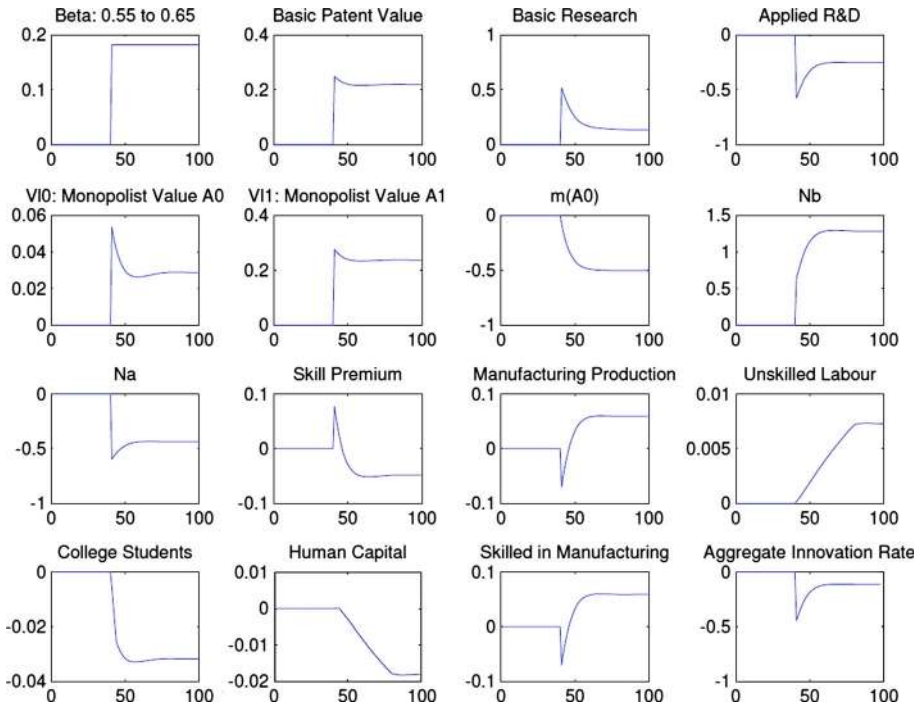 Beta: 0.55 to 0.65
0.2
0.1
0
0 50 100
Basic Patent Value
0.4
0.2
0
0 50 100
Basic Research
1
0.5
0
0 50 100
Applied R&D
0
-0.5
-1
0 50 100
VI0: Monopolist Value A0
0.06
0.04
0.02
0
0 50 100
VI1: Monopolist Value A1
0.4
0.2
0
0 50 100
m(A0)
0
-0.5
-1
0 50 100
Nb
1.5
1
0.5
0
0 50 100
Na
0
-0.5
-1
0 50 100
Skill Premium
0.1
0
-0.1
0 50 100
Manufacturing Production
0.1
0
-0.1
0 50 100
Unskilled Labour
0.01
0.005
0
0 50 100
College Students
0
-0.02
-0.04
0 50 100
Human Capital
0.01
0
-0.01
-0.02
0 50 100
Skilled in Manufacturing
0.1
0
-0.1
0 50 100
Aggregate Innovation Rate
0
-0.5
-1
0 50 100